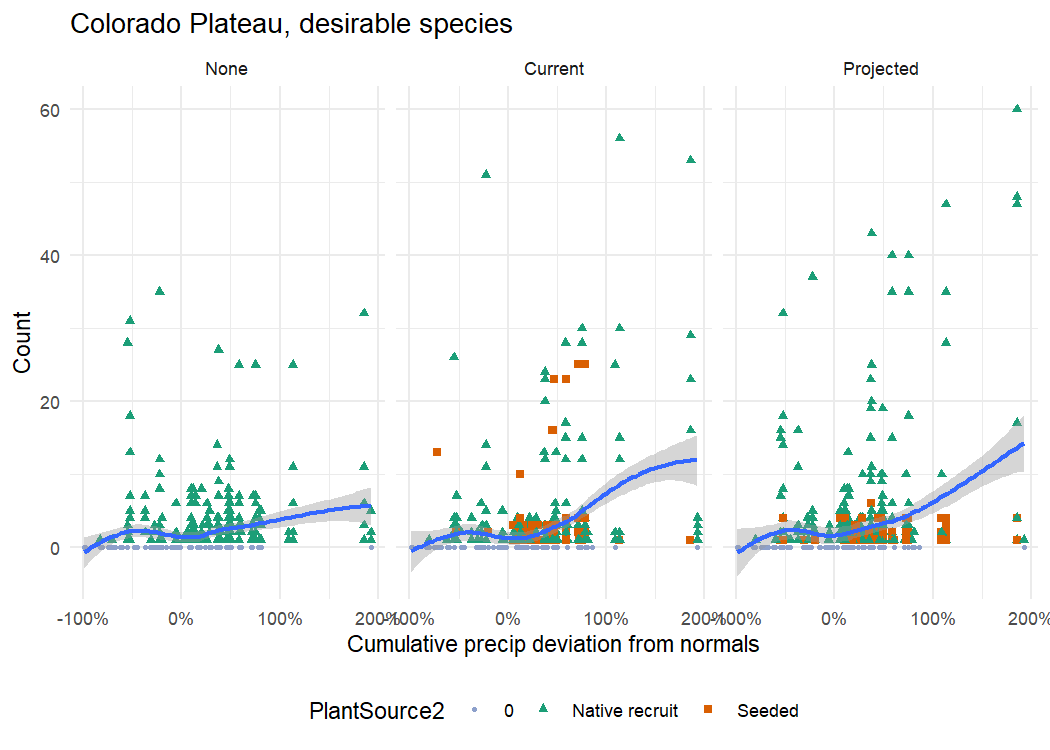 Colorado Plateau, desirable species
None Current Projected
Count
60
40
20
0
-100% 0% 100% 200% -100% 0% 100% 200% -100% 0% 100% 200%
Cumulative precip deviation from normals
PlantSource2 0 Native recruit Seeded